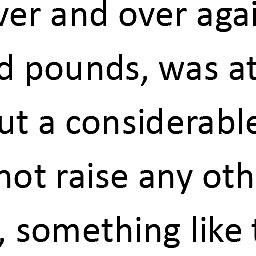 ver and over agai
d pounds, was at
ut a considerable
not raise any oth
, something like t